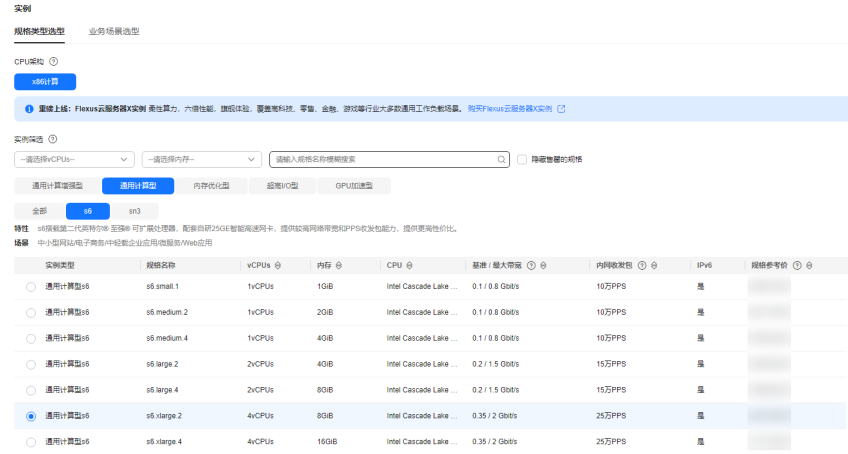 实例
规格类型选型 业务场景选型
CPU架构 ?
x86计算
重磅上线：Flexus云服务器X实例 柔性算力，六倍性能，旗舰体验，覆盖高科技、零售、金融、游戏等行业大多数通用工作负载场景。 购买Flexus云服务器X实例
实例筛选 ?
--请选择vCPUs-- --请选择内存-- 请输入规格名称模糊搜索 隐藏售罄的规格
通用计算增强型 通用计算型 内存优化型 超高I/O型 GPU加速型
全部 s6 sn3
特性 s6搭载第二代英特尔® 至强® 可扩展处理器，配套自研25GE智能高速网卡，提供较高网络带宽和PPS收发包能力，提供更高性价比。
场景 中小型网站/电子商务/中轻载企业应用/微服务/Web应用
实例类型 规格名称 vCPUs 内存 CPU 基准 / 最大带宽 ? 内网收发包 ? IPv6 规格参考价 ?
通用计算型s6 s6.small.1 1vCPUs 1GiB Intel Cascade Lake ... 0.1 / 0.8 Gbit/s 10万PPS 是
通用计算型s6 s6.medium.2 1vCPUs 2GiB Intel Cascade Lake ... 0.1 / 0.8 Gbit/s 10万PPS 是
通用计算型s6 s6.medium.4 1vCPUs 4GiB Intel Cascade Lake ... 0.1 / 0.8 Gbit/s 10万PPS 是
通用计算型s6 s6.large.2 2vCPUs 4GiB Intel Cascade Lake ... 0.2 / 1.5 Gbit/s 15万PPS 是
通用计算型s6 s6.large.4 2vCPUs 8GiB Intel Cascade Lake ... 0.2 / 1.5 Gbit/s 15万PPS 是
通用计算型s6 s6.xlarge.2 4vCPUs 8GiB Intel Cascade Lake ... 0.35 / 2 Gbit/s 25万PPS 是
通用计算型s6 s6.xlarge.4 4vCPUs 16GiB Intel Cascade Lake ... 0.35 / 2 Gbit/s 25万PPS 是